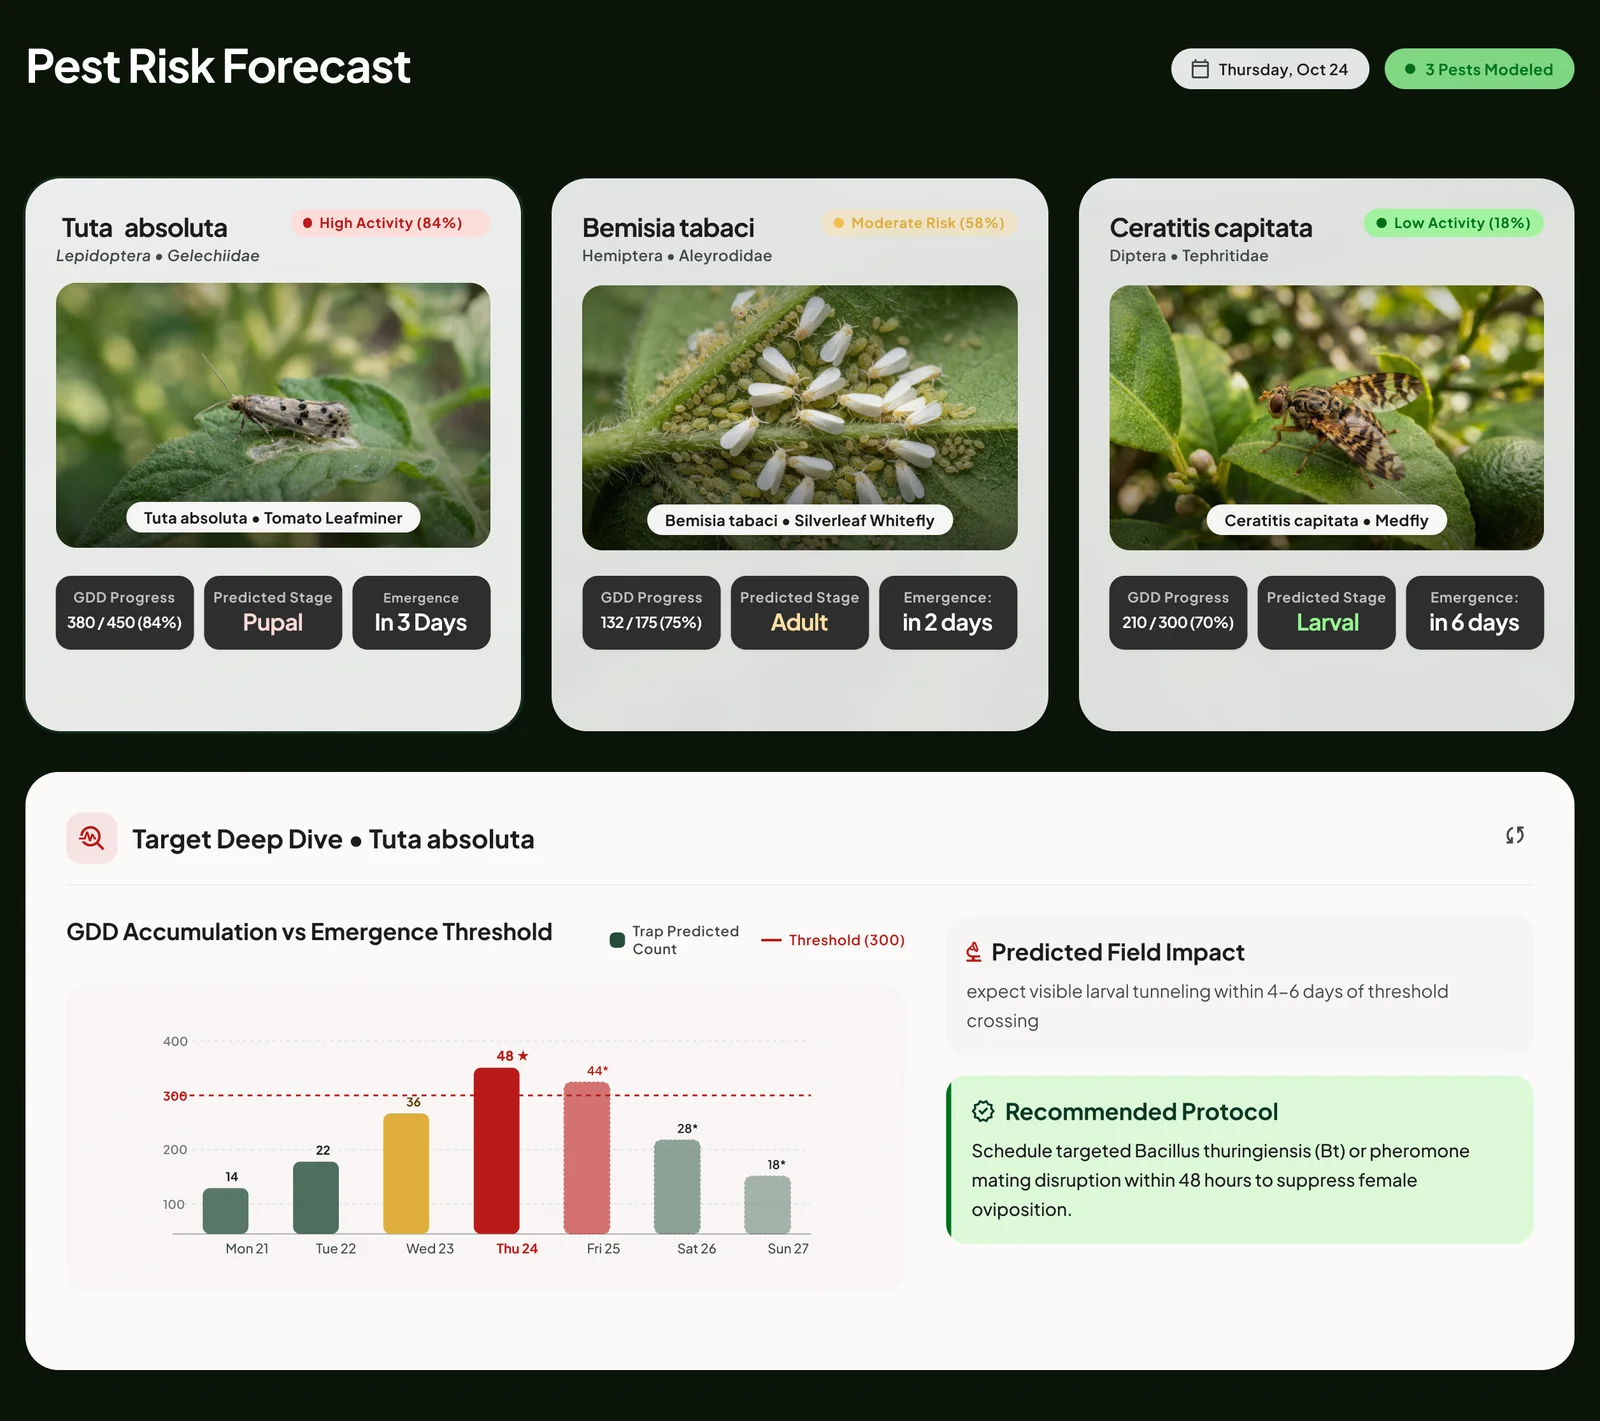 Pest Risk Forecast
Thursday, Oct 24
3 Pests Modeled
Tuta absoluta
High Activity (84%)
Lepidoptera • Gelechiidae
Tuta absoluta • Tomato Leafminer
GDD Progress
380 / 450 (84%)
Predicted Stage
Pupal
Emergence
In 3 Days
Bemisia tabaci
Moderate Risk (58%)
Hemiptera • Aleyrodidae
Bemisia tabaci • Silverleaf Whitefly
GDD Progress
132 / 175 (75%)
Predicted Stage
Adult
Emergence:
in 2 days
Ceratitis capitata
Low Activity (18%)
Diptera • Tephritidae
Ceratitis capitata • Medfly
GDD Progress
210 / 300 (70%)
Predicted Stage
Larval
Emergence:
in 6 days
Target Deep Dive • Tuta absoluta
GDD Accumulation vs Emergence Threshold
Trap Predicted
Count
Threshold (300)
400
300
200
100
14
22
36
48 ★
44*
28*
18*
Mon 21
Tue 22
Wed 23
Thu 24
Fri 25
Sat 26
Sun 27
Predicted Field Impact
expect visible larval tunneling within 4–6 days of threshold
crossing
Recommended Protocol
Schedule targeted Bacillus thuringiensis (Bt) or pheromone
mating disruption within 48 hours to suppress female
oviposition.